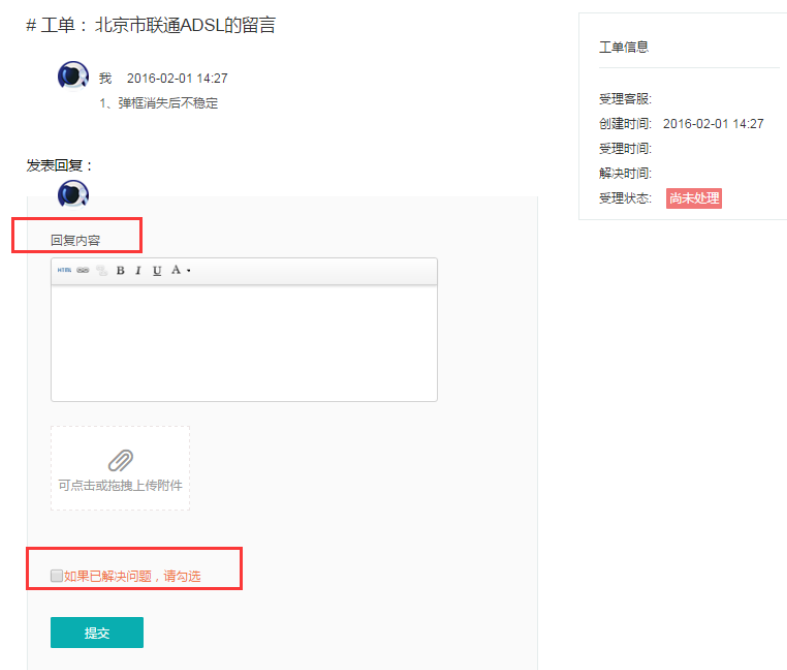 # 工单： 北京市联通ADSL的留言
我 2016-02-01 14:27
1、弹框消失后不稳定
发表回复：
回复内容
HTML B I U A
可点击或拖拽上传附件
如果已解决问题，请勾选
提交
工单信息
受理客服:
创建时间: 2016-02-01 14:27
受理时间:
解决时间:
受理状态: 尚未处理